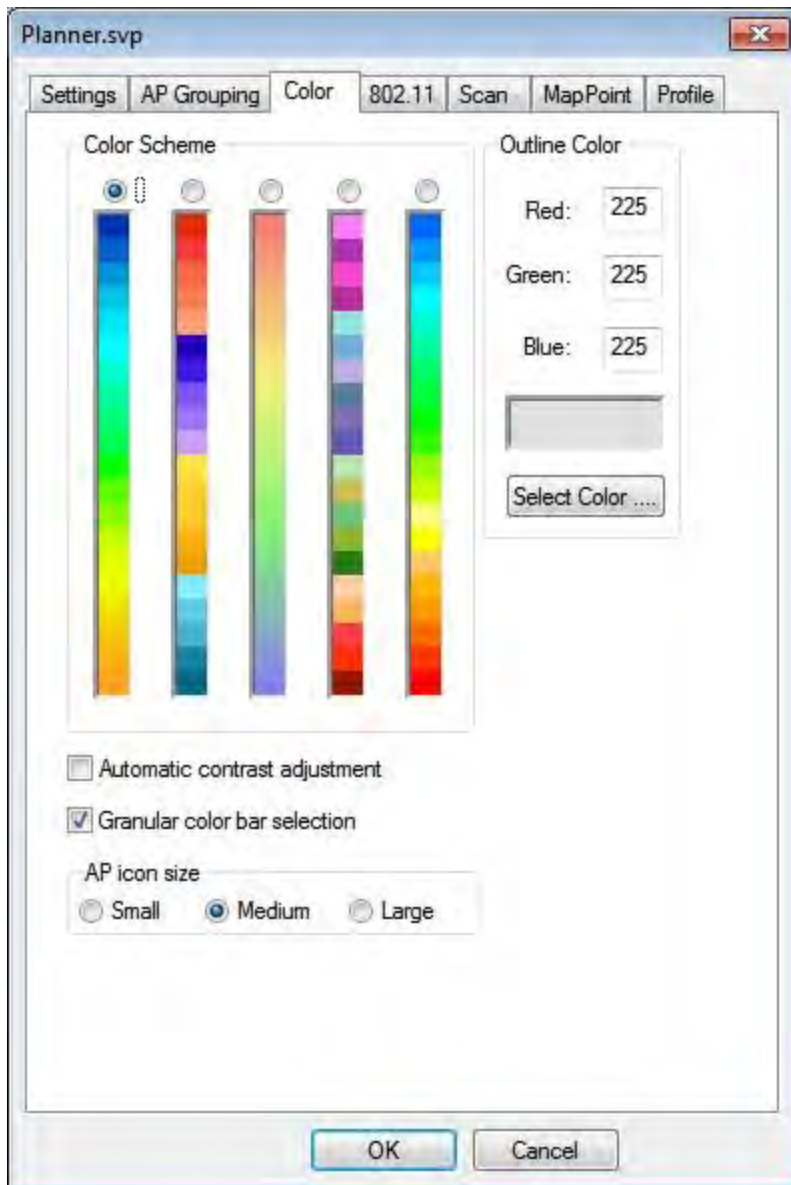 Planner.svp
Settings AP Grouping Color 802.11 Scan MapPoint Profile
Color Scheme
Outline Color
Red: 225
Green: 225
Blue: 225
Select Color ....
Automatic contrast adjustment
Granular color bar selection
AP icon size
Small Medium Large
OK Cancel